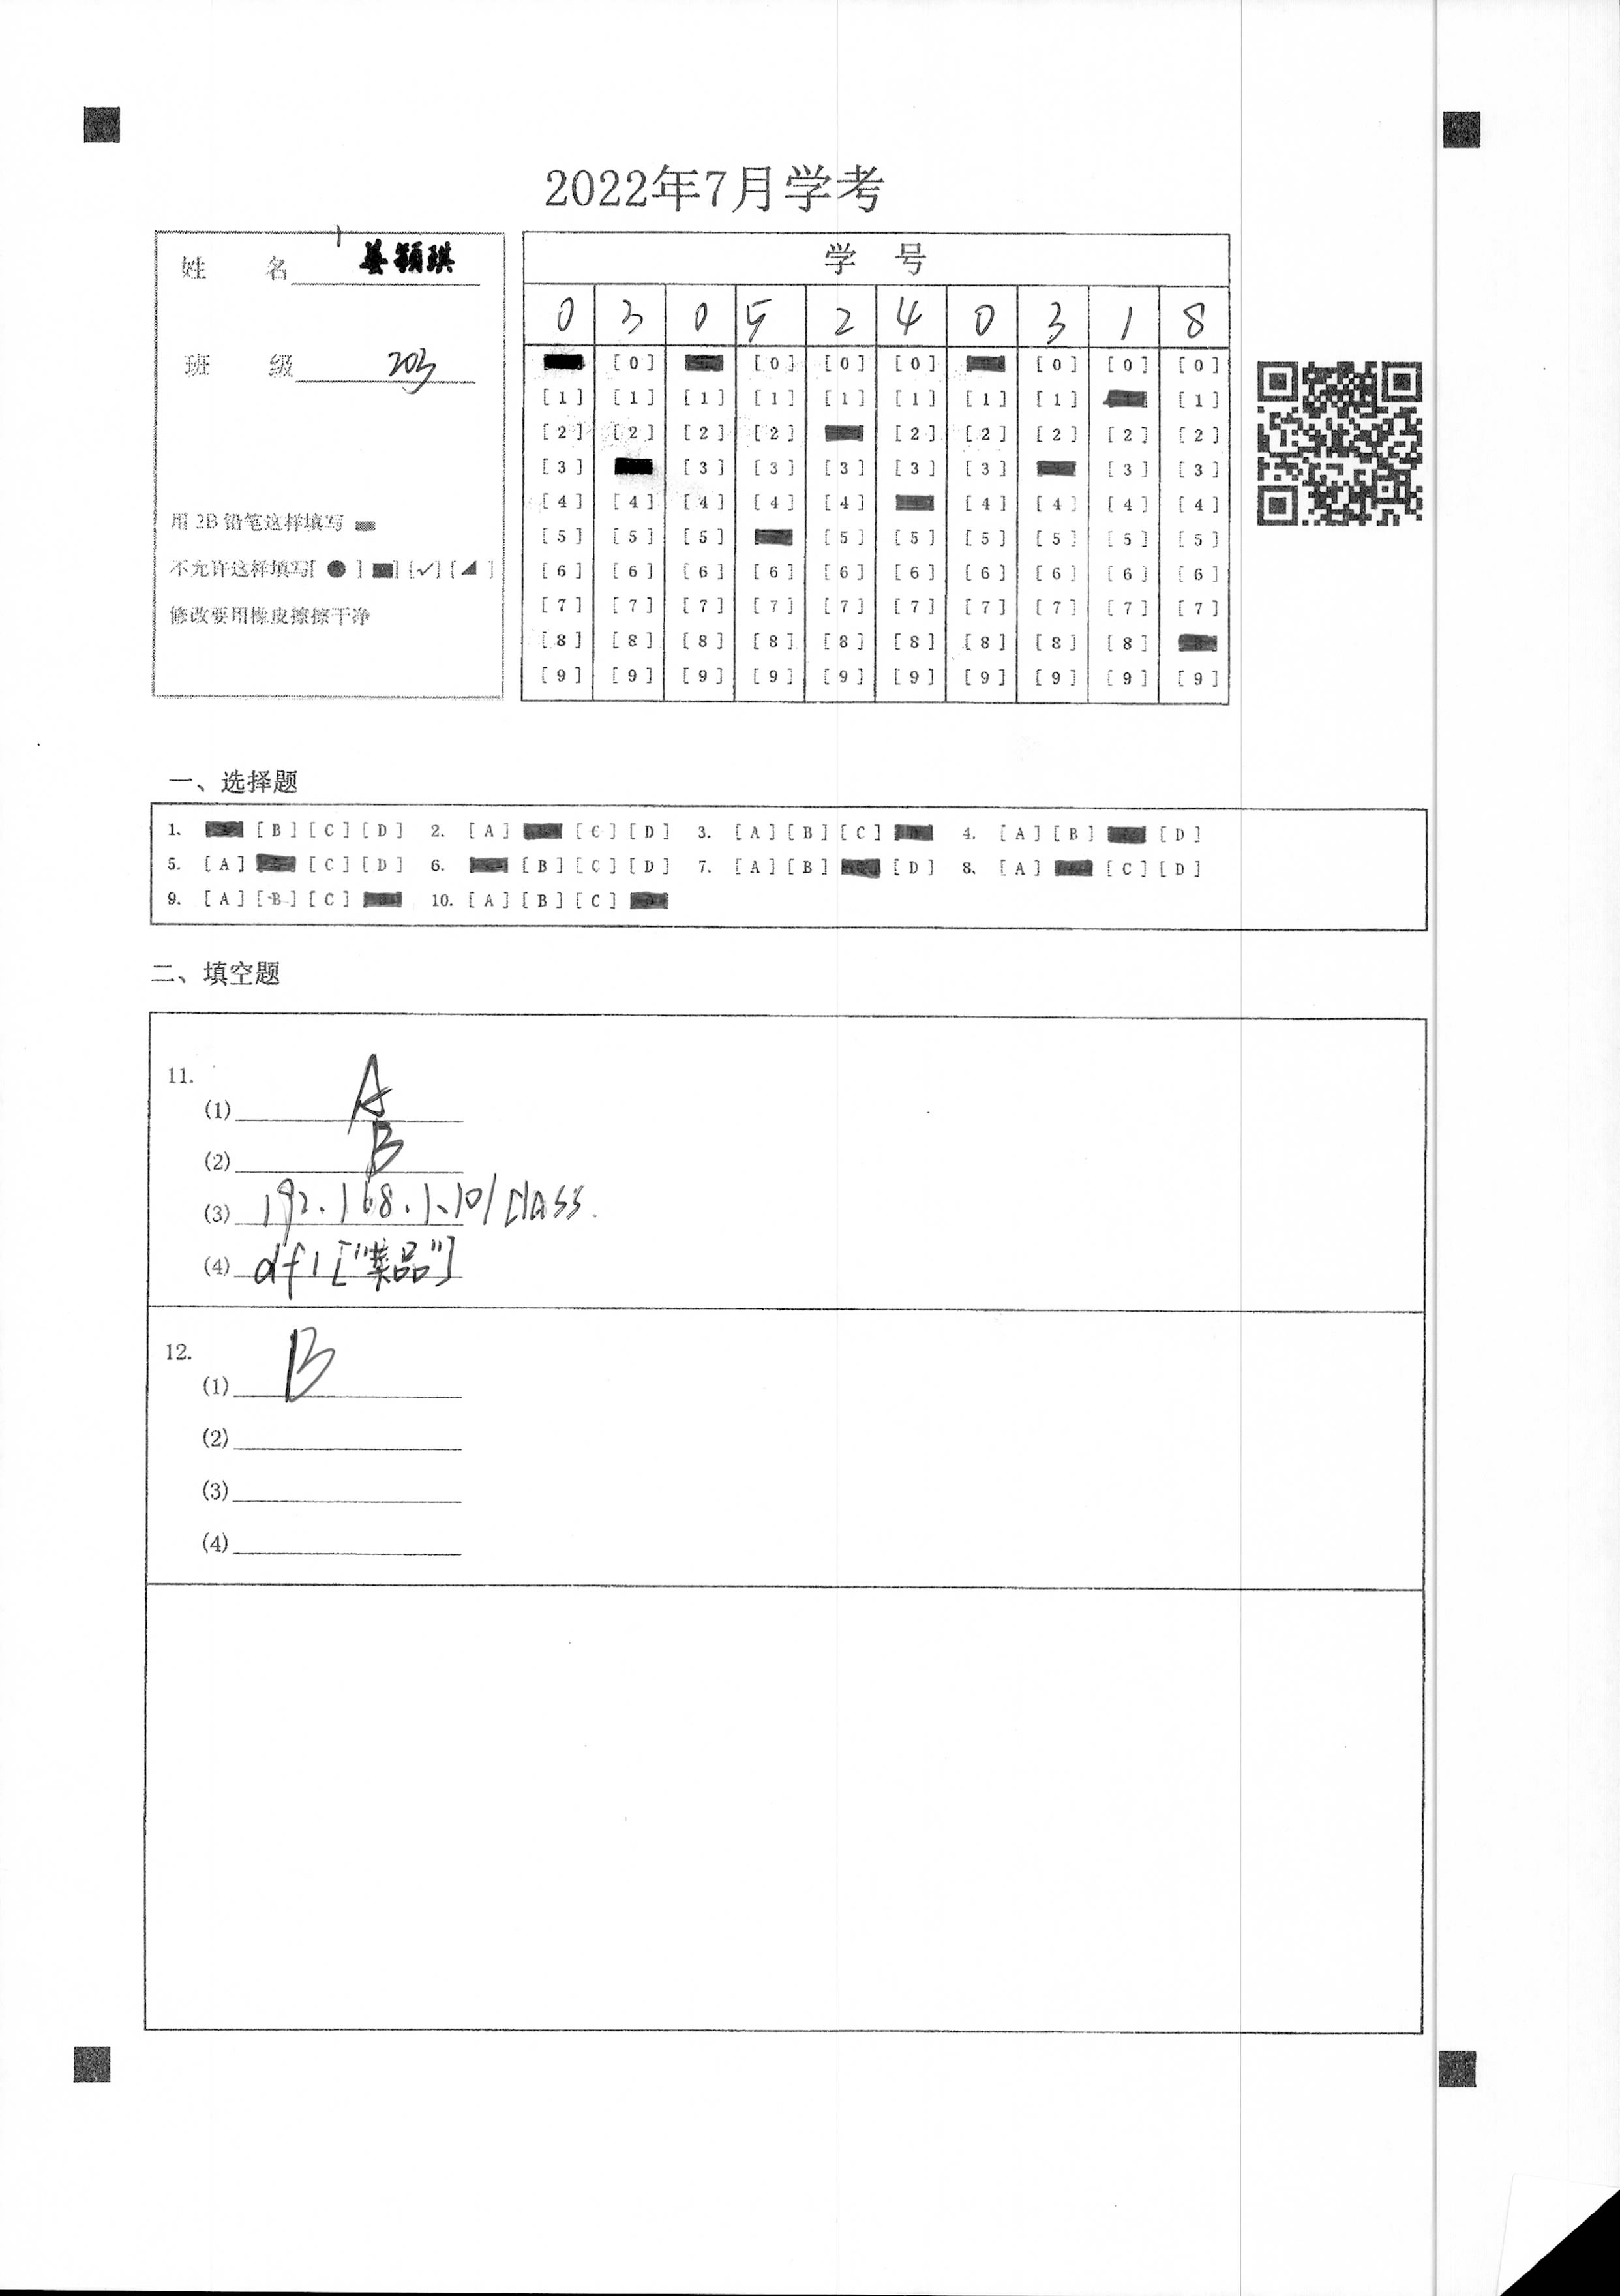 2022年7月学考
姓 名 姜颖琪
班 级 203
用 2B 铅笔这样填写
不允许这样填写[ ● ] [■] [✓] [◢ ]
修改要用橡皮擦擦干净
学 号
0 3 0 5 2 4 0 3 1 8
[0] [0] [0] [0] [0] [0] [0]
[1] [1] [1] [1] [1] [1] [1] [1] [1]
[2] [2] [2] [2] [2] [2] [2] [2] [2]
[3] [3] [3] [3] [3] [3] [3] [3]
[4] [4] [4] [4] [4] [4] [4] [4] [4]
[5] [5] [5] [5] [5] [5] [5] [5] [5]
[6] [6] [6] [6] [6] [6] [6] [6] [6] [6]
[7] [7] [7] [7] [7] [7] [7] [7] [7] [7]
[8] [8] [8] [8] [8] [8] [8] [8] [8]
[9] [9] [9] [9] [9] [9] [9] [9] [9] [9]
一、选择题
1. [B] [C] [D] 2. [A] [C] [D] 3. [A] [B] [C] 4. [A] [B] [D]
5. [A] [C] [D] 6. [B] [C] [D] 7. [A] [B] [D] 8. [A] [C] [D]
9. [A] [B] [C] 10. [A] [B] [C]
二、填空题
11.
(1) A
(2) B
(3) 192.168.1.10/class
(4) df1["菜品"]
12.
(1) B
(2)
(3)
(4)